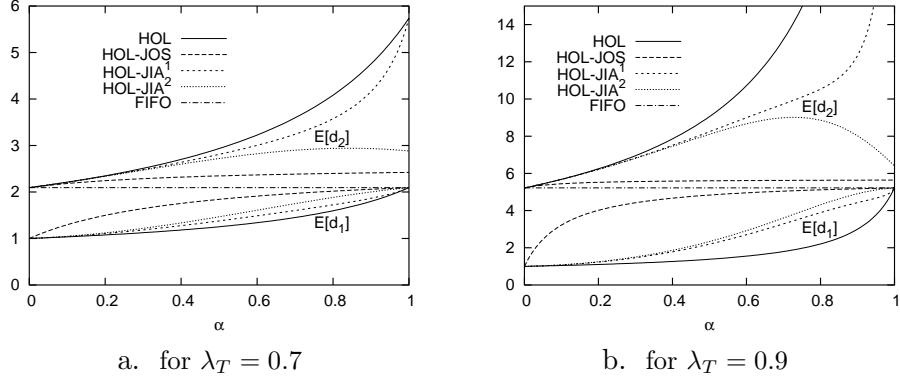 6
5
4
3
2
1
0
HOL
HOL-JOS
HOL-JIA¹
HOL-JIA²
FIFO
E[d₂]
E[d₁]
0 0.2 0.4 0.6 0.8 1
α
a. for λ_T = 0.7
14
12
10
8
6
4
2
0
HOL
HOL-JOS
HOL-JIA¹
HOL-JIA²
FIFO
E[d₂]
E[d₁]
0 0.2 0.4 0.6 0.8 1
α
b. for λ_T = 0.9